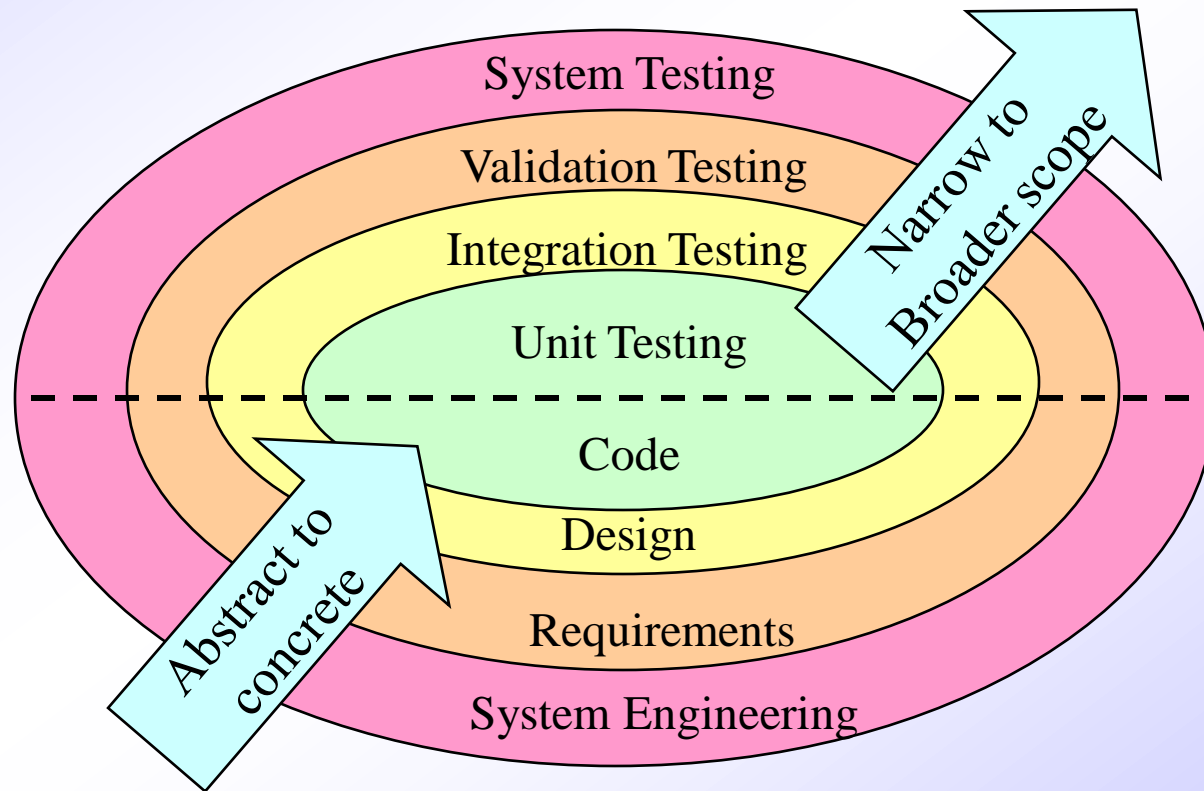 System Testing
Validation Testing
Integration Testing
Unit Testing
Narrow to
Broader scope
Code
Design
Requirements
System Engineering
Abstract to
concrete